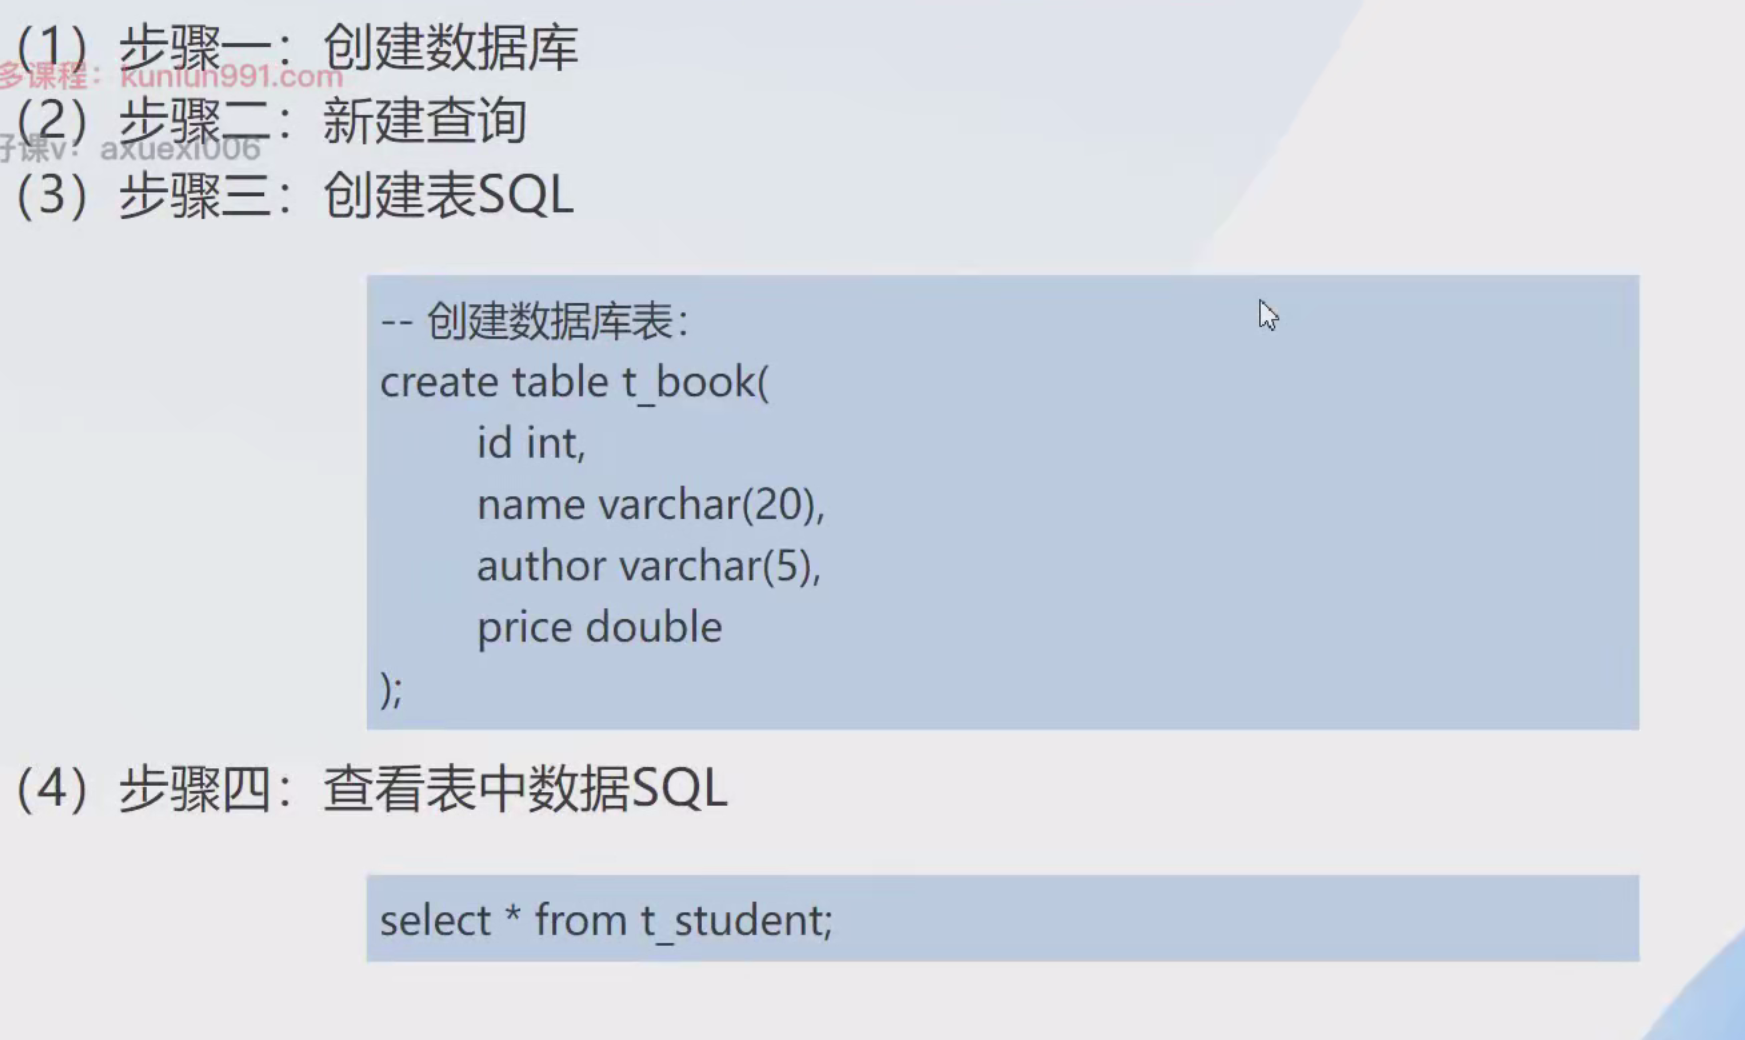 （1）步骤一：创建数据库
多课程：kunlun991.com
（2）步骤二：新建查询
好课v：axuexi006
（3）步骤三：创建表SQL
-- 创建数据库表：
create table t_book(
id int,
name varchar(20),
author varchar(5),
price double
);
（4）步骤四：查看表中数据SQL
select * from t_student;